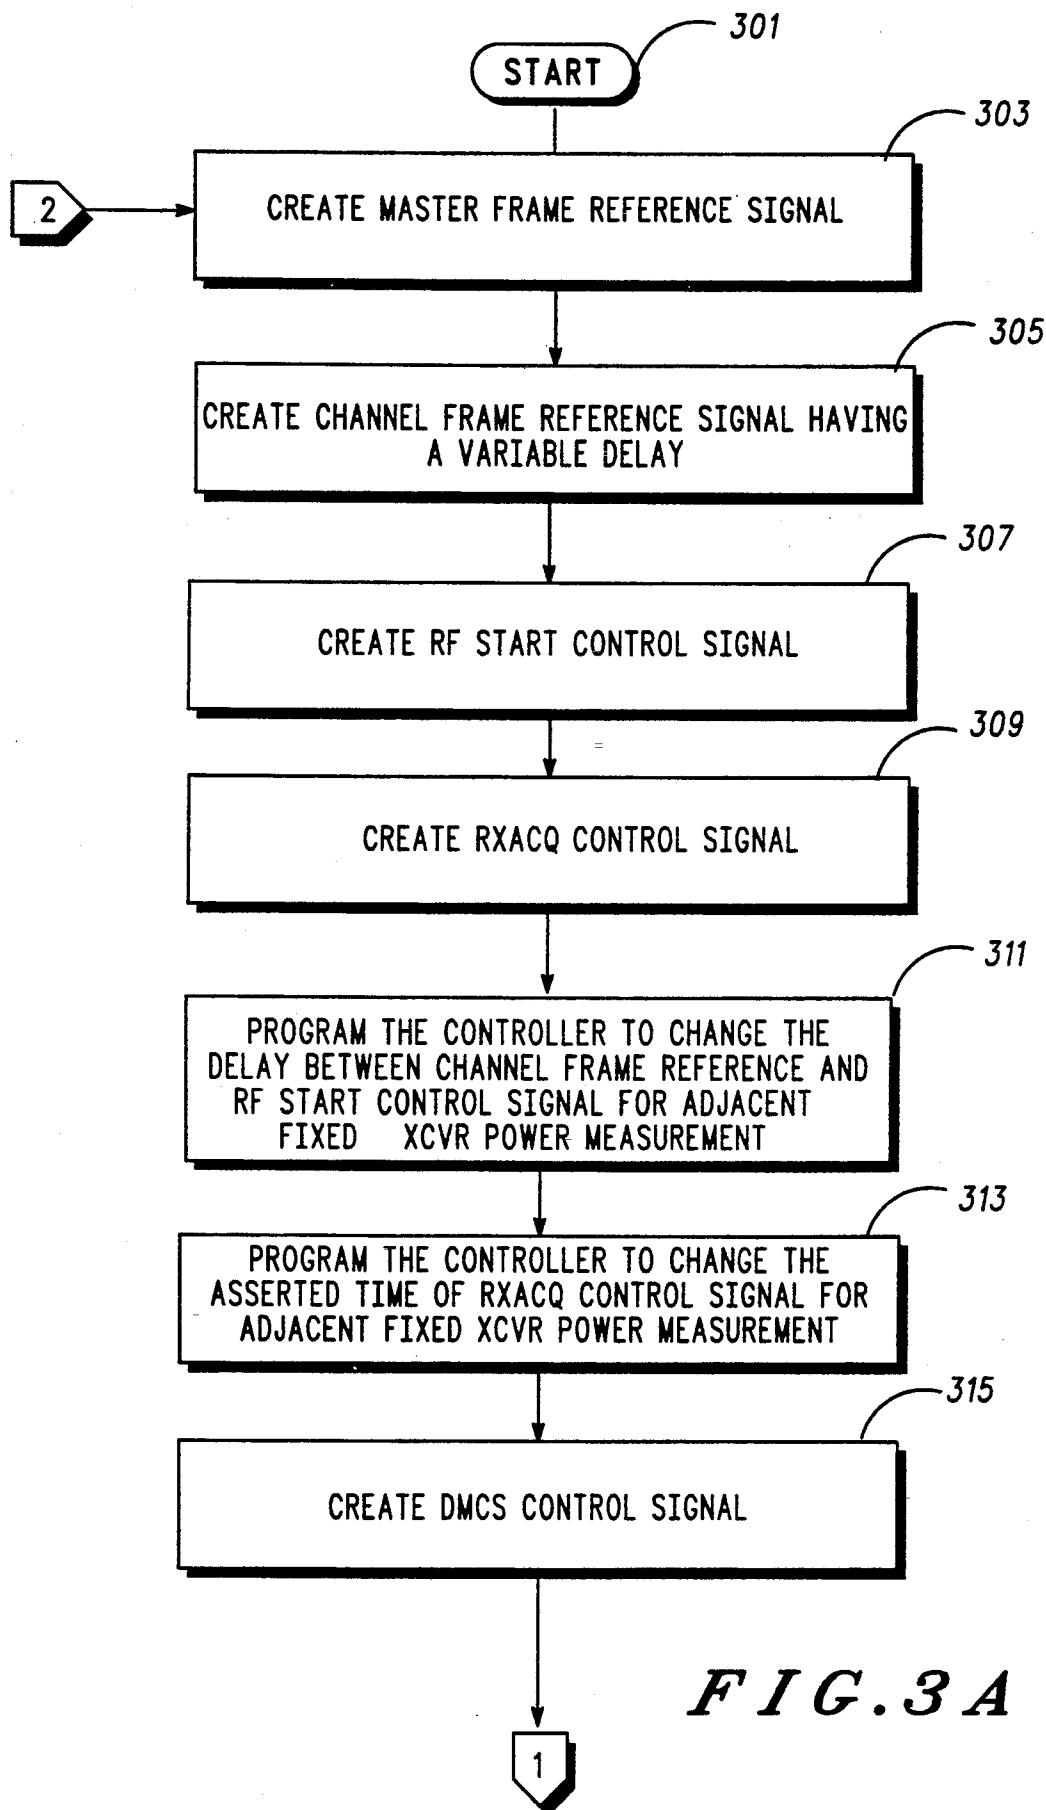 301
START
303
2
CREATE MASTER FRAME REFERENCE SIGNAL
305
CREATE CHANNEL FRAME REFERENCE SIGNAL HAVING
A VARIABLE DELAY
307
CREATE RF START CONTROL SIGNAL
309
CREATE RXACQ CONTROL SIGNAL
311
PROGRAM THE CONTROLLER TO CHANGE THE
DELAY BETWEEN CHANNEL FRAME REFERENCE AND
RF START CONTROL SIGNAL FOR ADJACENT
FIXED XCVR POWER MEASUREMENT
313
PROGRAM THE CONTROLLER TO CHANGE THE
ASSERTED TIME OF RXACQ CONTROL SIGNAL FOR
ADJACENT FIXED XCVR POWER MEASUREMENT
315
CREATE DMCS CONTROL SIGNAL
FIG. 3A
1